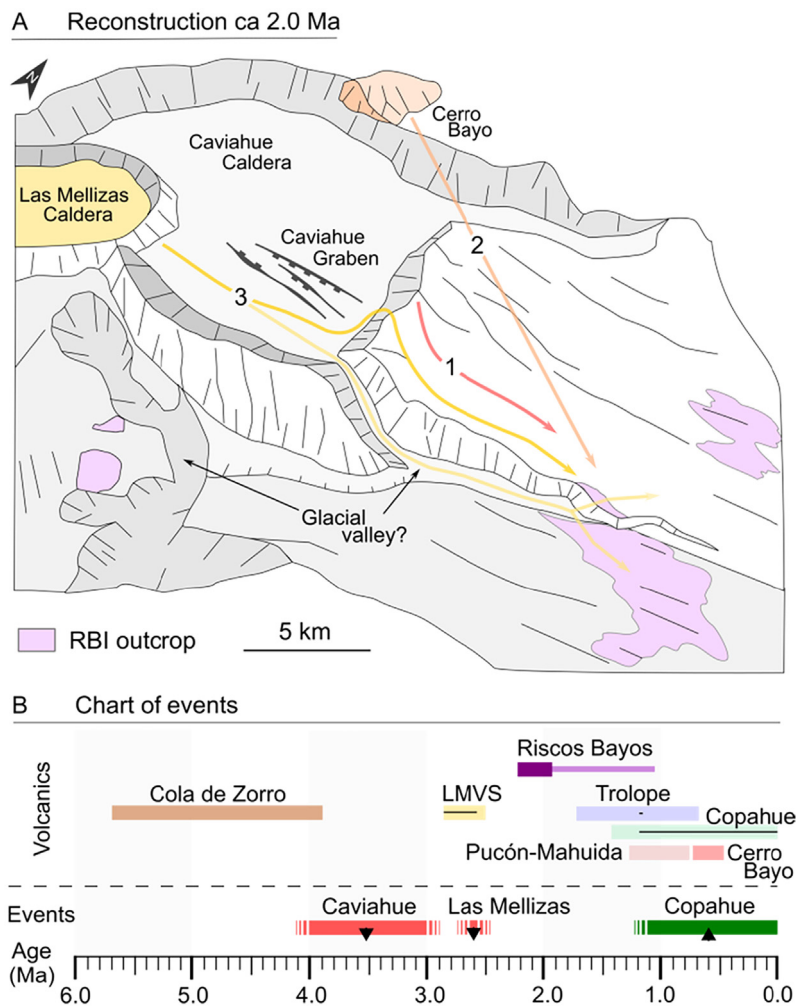 A Reconstruction ca 2.0 Ma
N
Cerro
Bayo
Caviahue
Caldera
Las Mellizas
Caldera
Caviahue
Graben
2
3
1
Glacial
valley?
RBI outcrop
5 km
B Chart of events
Volcanics
Riscos Bayos
Cola de Zorro
LMVS
Trolope
Copahue
Pucón-Mahuida
Cerro
Bayo
Events
Caviahue
Las Mellizas
Copahue
Age
(Ma)
6.0 5.0 4.0 3.0 2.0 1.0 0.0